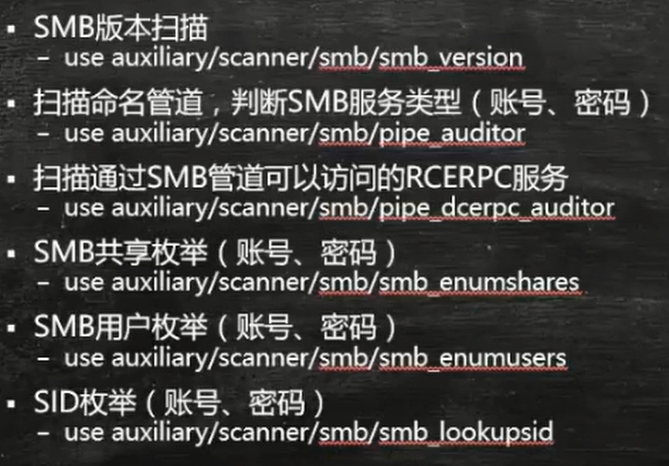 ▪ SMB版本扫描
– use auxiliary/scanner/smb/smb_version
▪ 扫描命名管道，判断SMB服务类型（账号、密码）
– use auxiliary/scanner/smb/pipe_auditor
▪ 扫描通过SMB管道可以访问的RCERPC服务
– use auxiliary/scanner/smb/pipe_dcerpc_auditor
▪ SMB共享枚举（账号、密码）
– use auxiliary/scanner/smb/smb_enumshares
▪ SMB用户枚举（账号、密码）
– use auxiliary/scanner/smb/smb_enumusers
▪ SID枚举（账号、密码）
– use auxiliary/scanner/smb/smb_lookupsid